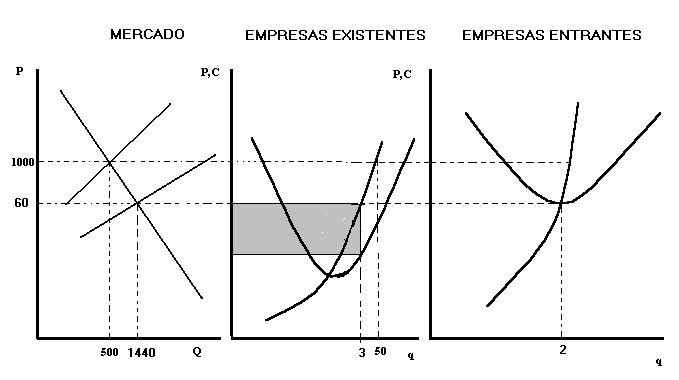 MERCADO
EMPRESAS EXISTENTES
EMPRESAS ENTRANTES
P
P,C
P,C
1000
60
500
1440
Q
3
50
q
2
q